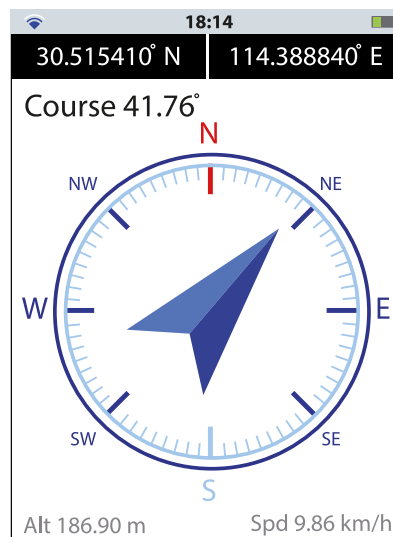 18:14
30.515410° N 114.388840° E
Course 41.76°
N
NW NE
W E
SW SE
S
Alt 186.90 m Spd 9.86 km/h